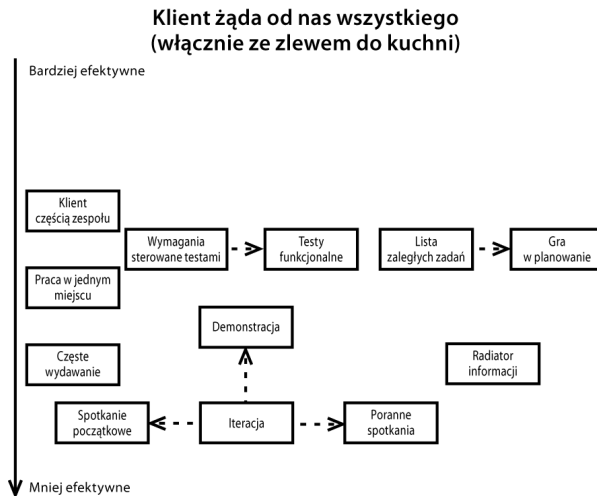 Klient żąda od nas wszystkiego
(włącznie ze zlewem do kuchni)
Bardziej efektywne
Klient
częścią zespołu
Wymagania
sterowane testami
Testy
funkcjonalne
Lista
zaległych zadań
Gra
w planowanie
Praca w jednym
miejscu
Demonstracja
Częste
wydawanie
Radiator
informacji
Spotkanie
początkowe
Iteracja
Poranne
spotkania
Mniej efektywne